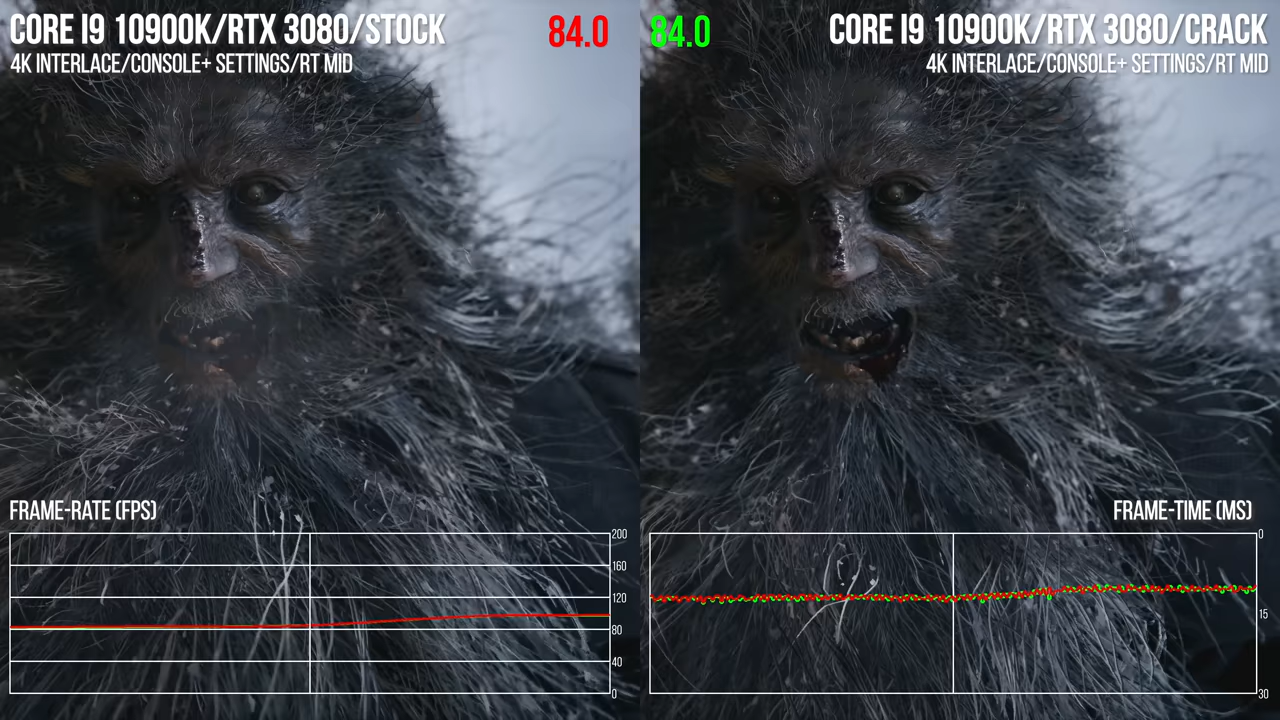 CORE I9 10900K/RTX 3080/STOCK
4K INTERLACE/CONSOLE+ SETTINGS/RT MID
84.0
84.0
CORE I9 10900K/RTX 3080/CRACK
4K INTERLACE/CONSOLE+ SETTINGS/RT MID
FRAME-RATE (FPS)
200
160
120
80
40
0
FRAME-TIME (MS)
0
15
30